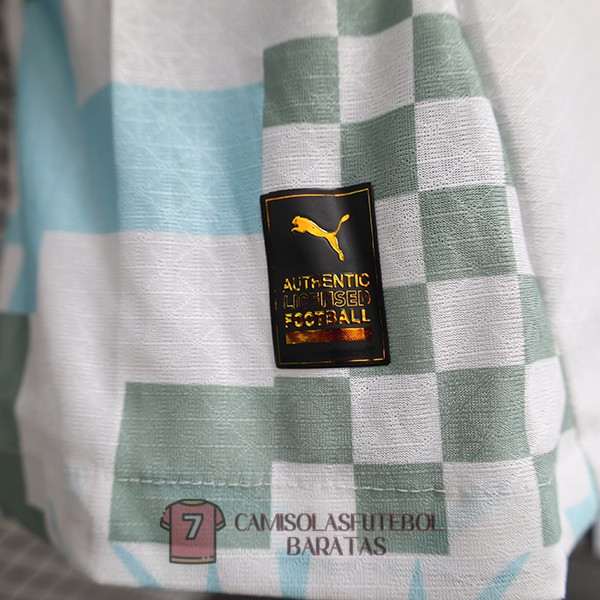 AUTHENTIC
LICENSED
FOOTBALL
7
CAMISOLASFUTEBOL
BARATAS